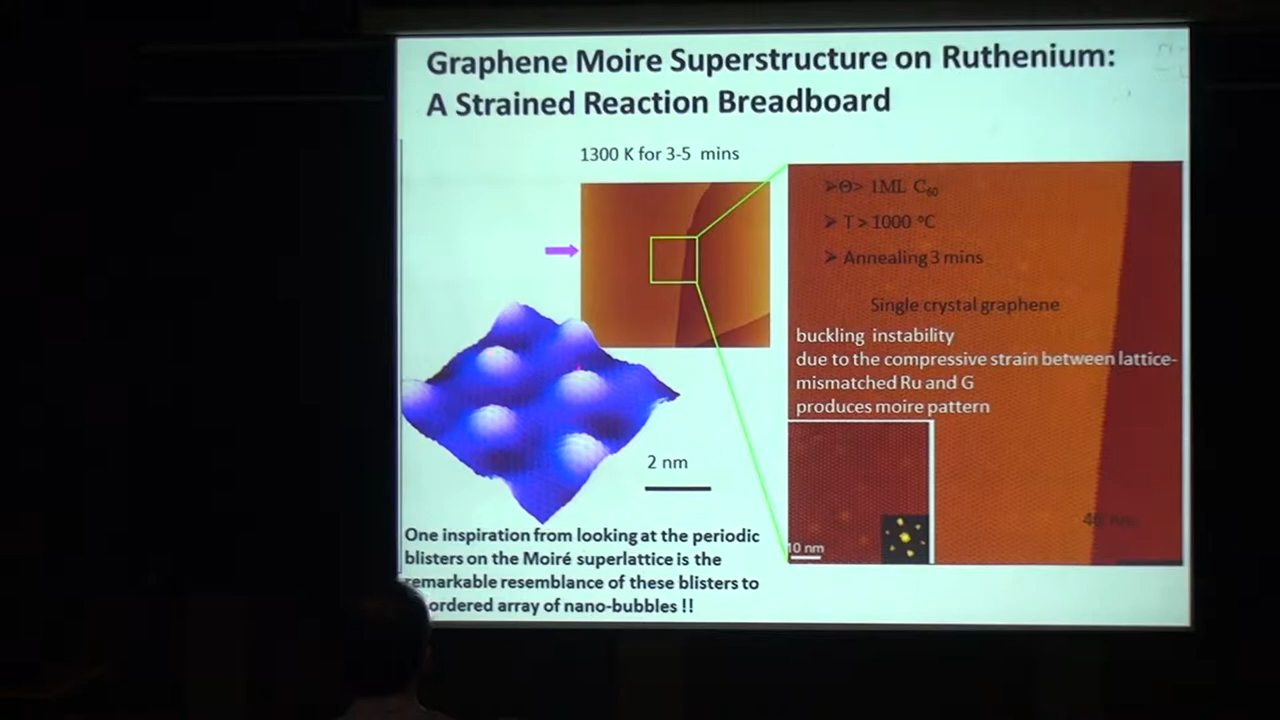 Graphene Moire Superstructure on Ruthenium:
A Strained Reaction Breadboard
1300 K for 3-5 mins
➢Θ> 1ML C₆₀
➢ T > 1000 °C
➢ Annealing 3 mins
Single crystal graphene
buckling instability
due to the compressive strain between lattice-
mismatched Ru and G
produces moire pattern
2 nm
10 nm
nm
One inspiration from looking at the periodic
blisters on the Moiré superlattice is the
remarkable resemblance of these blisters to
ordered array of nano-bubbles !!